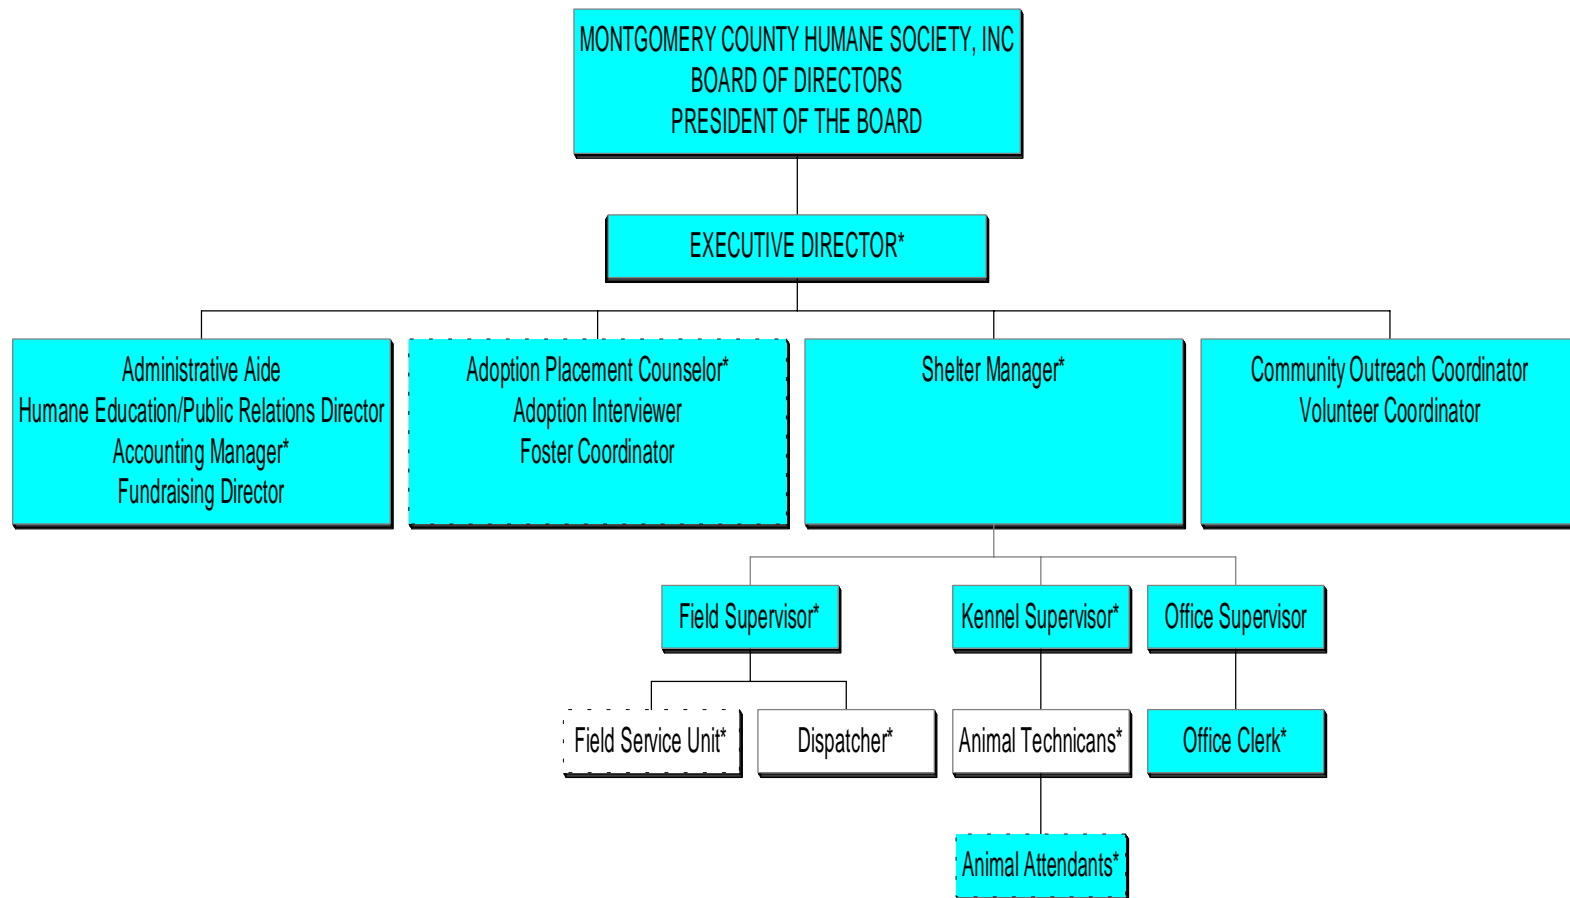 MONTGOMERY COUNTY HUMANE SOCIETY, INC
BOARD OF DIRECTORS
PRESIDENT OF THE BOARD
EXECUTIVE DIRECTOR*
Administrative Aide
Humane Education/Public Relations Director
Accounting Manager*
Fundraising Director
Adoption Placement Counselor*
Adoption Interviewer
Foster Coordinator
Shelter Manager*
Community Outreach Coordinator
Volunteer Coordinator
Field Supervisor*
Kennel Supervisor*
Office Supervisor
Field Service Unit*
Dispatcher*
Animal Technicans*
Office Clerk*
Animal Attendants*